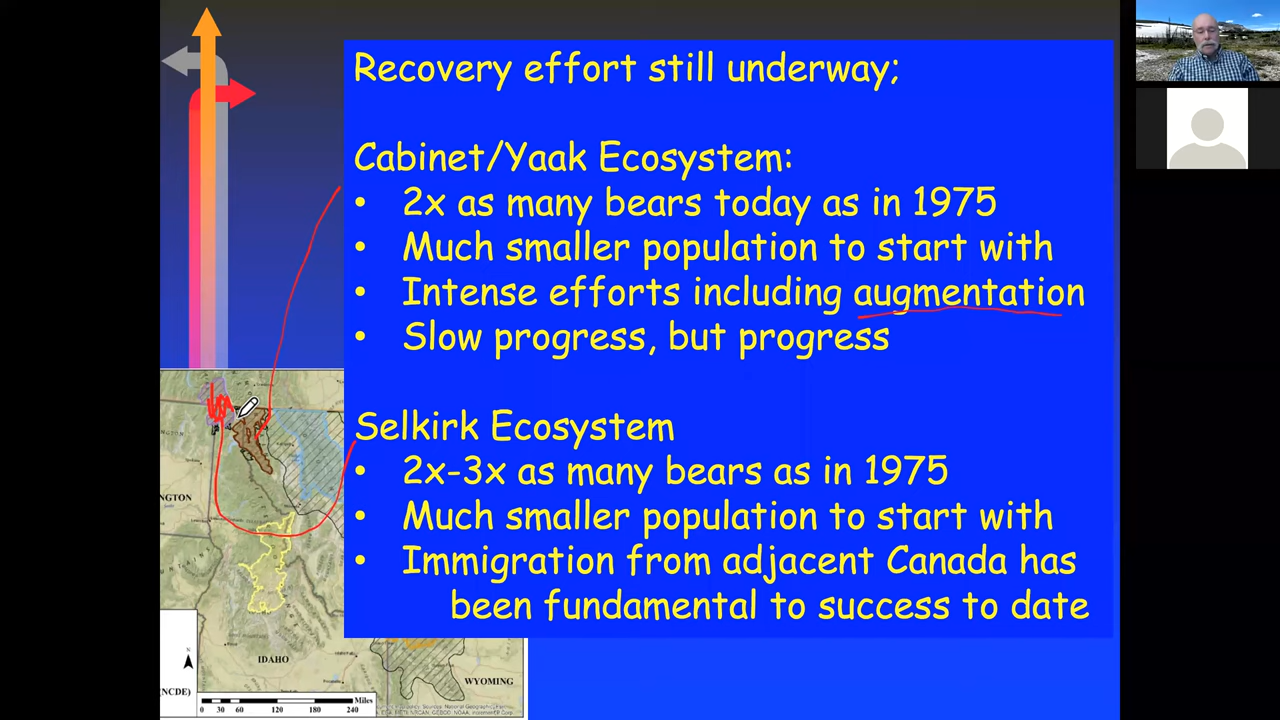 Recovery effort still underway;
Cabinet/Yaak Ecosystem:
• 2x as many bears today as in 1975
• Much smaller population to start with
• Intense efforts including augmentation
• Slow progress, but progress
Selkirk Ecosystem
• 2x-3x as many bears as in 1975
• Much smaller population to start with
• Immigration from adjacent Canada has
been fundamental to success to date
NGTON
IDAHO
WYOMING
N
(NCDE)
Miles
0 30 60 120 180 240